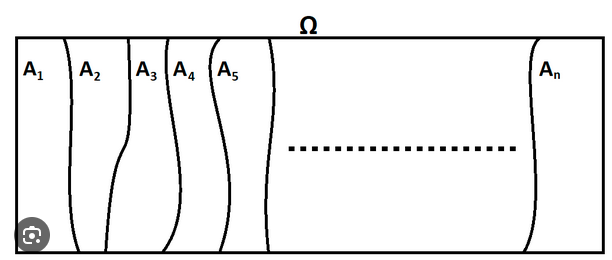 Ω
A₁ A₂ A₃ A₄ A₅ Aₙ